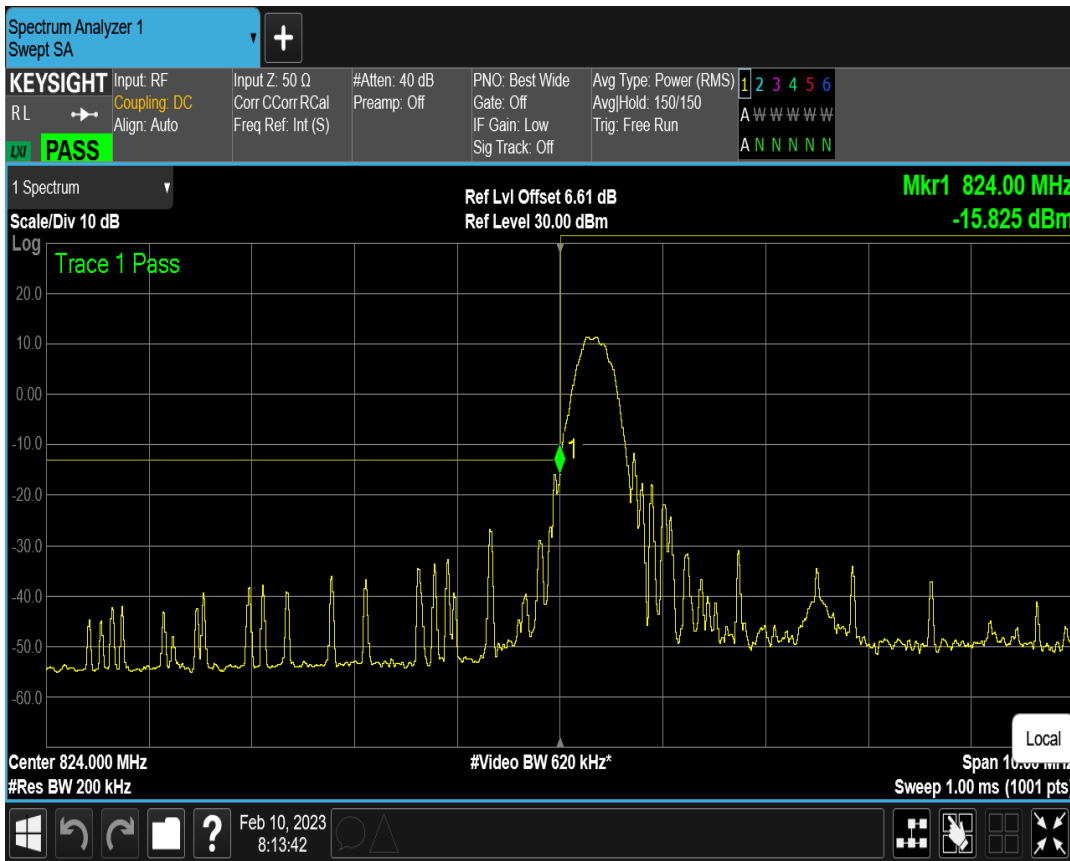 Spectrum Analyzer 1
Swept SA
KEYSIGHT
R L
LXI PASS
Input: RF
Coupling: DC
Align: Auto
Input Z: 50 Ω
Corr CCorr RCal
Freq Ref: Int (S)
#Atten: 40 dB
Preamp: Off
PNO: Best Wide
Gate: Off
IF Gain: Low
Sig Track: Off
Avg Type: Power (RMS)
Avg|Hold: 150/150
Trig: Free Run
1 2 3 4 5 6
A W W W W W
A N N N N N
1 Spectrum
Scale/Div 10 dB
Ref Lvl Offset 6.61 dB
Ref Level 30.00 dBm
Mkr1 824.00 MHz
-15.825 dBm
Log
Trace 1 Pass
20.0
10.0
0.00
-10.0
1
-20.0
-30.0
-40.0
-50.0
-60.0
Local
Center 824.000 MHz
#Res BW 200 kHz
#Video BW 620 kHz*
Span 10.00 MHz
Sweep 1.00 ms (1001 pts)
?
Feb 10, 2023
8:13:42